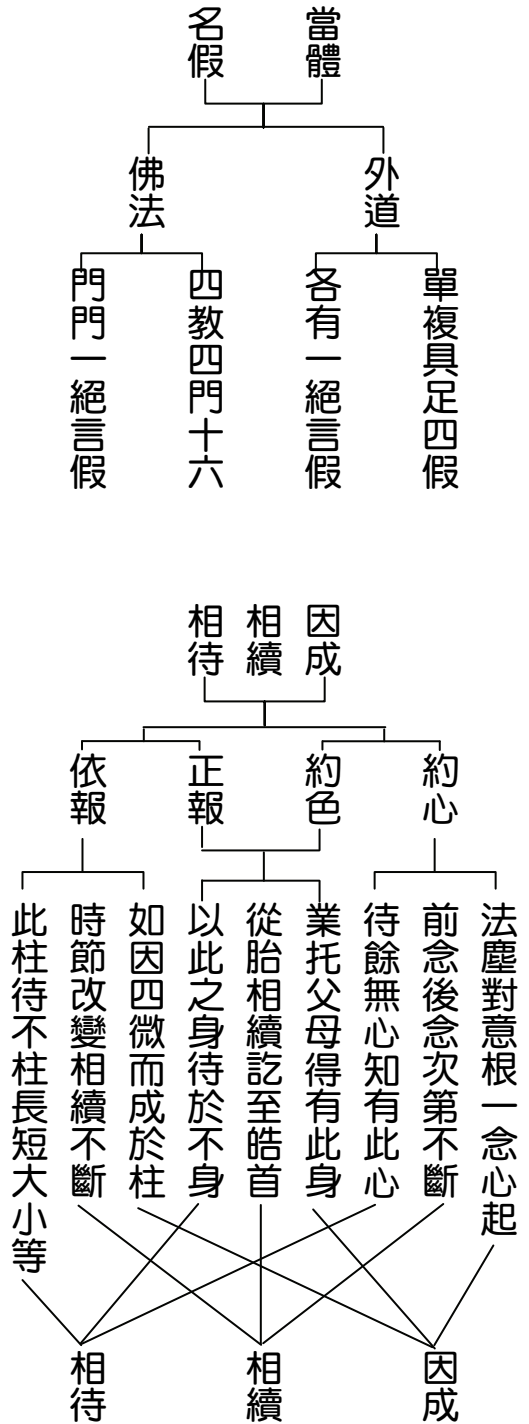 當體
名假
外道
佛法
單複具足四假
各有一絕言假
四教四門十六
門門一絕言假
因成
相續
相待
約心
約色
正報
依報
法塵對意根一念心起
前念後念次第不斷
待餘無心知有此心
業托父母得有此身
從胎相續訖至皓首
以此之身待於不身
如因四微而成於柱
時節改變相續不斷
此柱待不柱長短大小等
因成
相續
相待